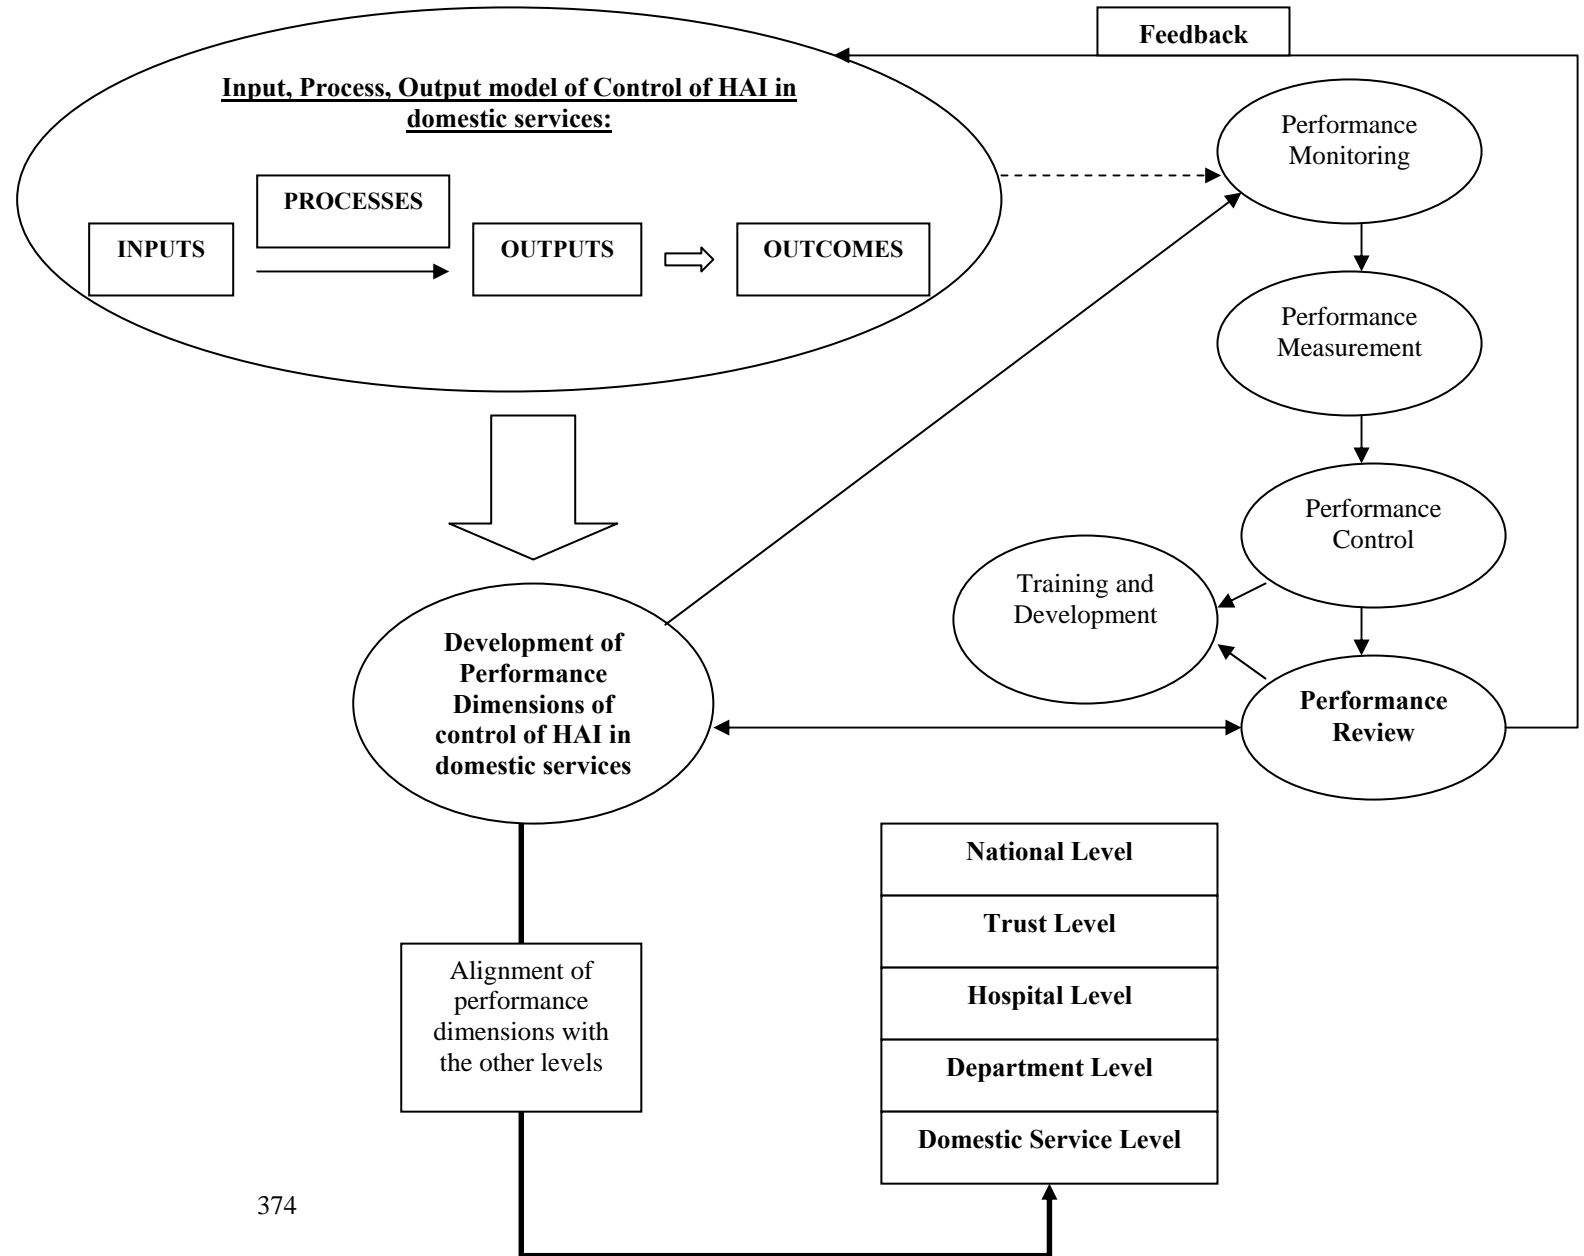 Feedback
Input, Process, Output model of Control of HAI in
domestic services:
PROCESSES
INPUTS
OUTPUTS
OUTCOMES
Performance
Monitoring
Performance
Measurement
Performance
Control
Training and
Development
Performance
Review
Development of
Performance
Dimensions of
control of HAI in
domestic services
Alignment of
performance
dimensions with
the other levels
National Level
Trust Level
Hospital Level
Department Level
Domestic Service Level
374